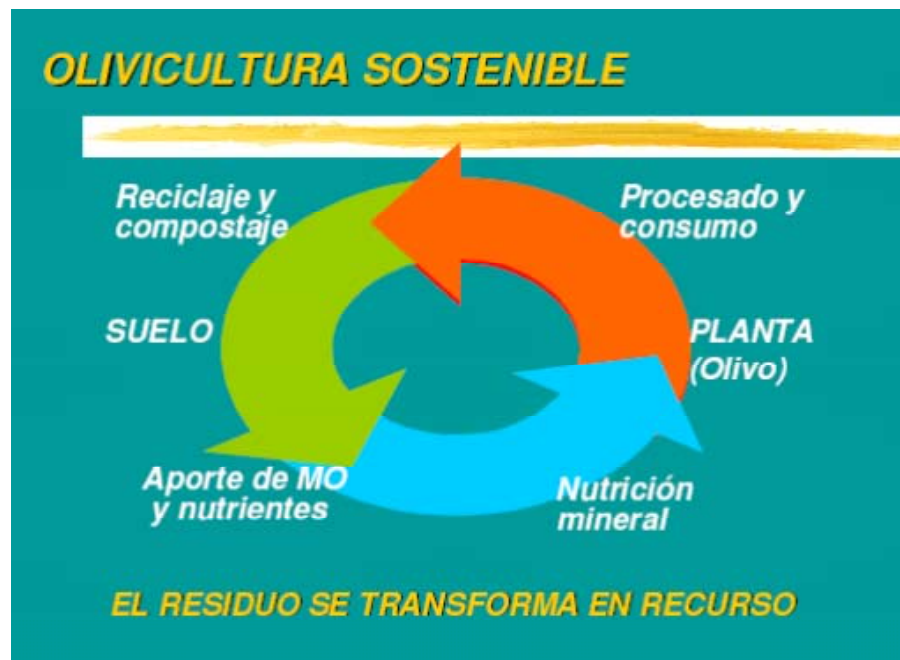 OLIVICULTURA SOSTENIBLE
Reciclaje y
compostaje
Procesado y
consumo
SUELO
PLANTA
(Olivo)
Aporte de MO
y nutrientes
Nutrición
mineral
EL RESIDUO SE TRANSFORMA EN RECURSO